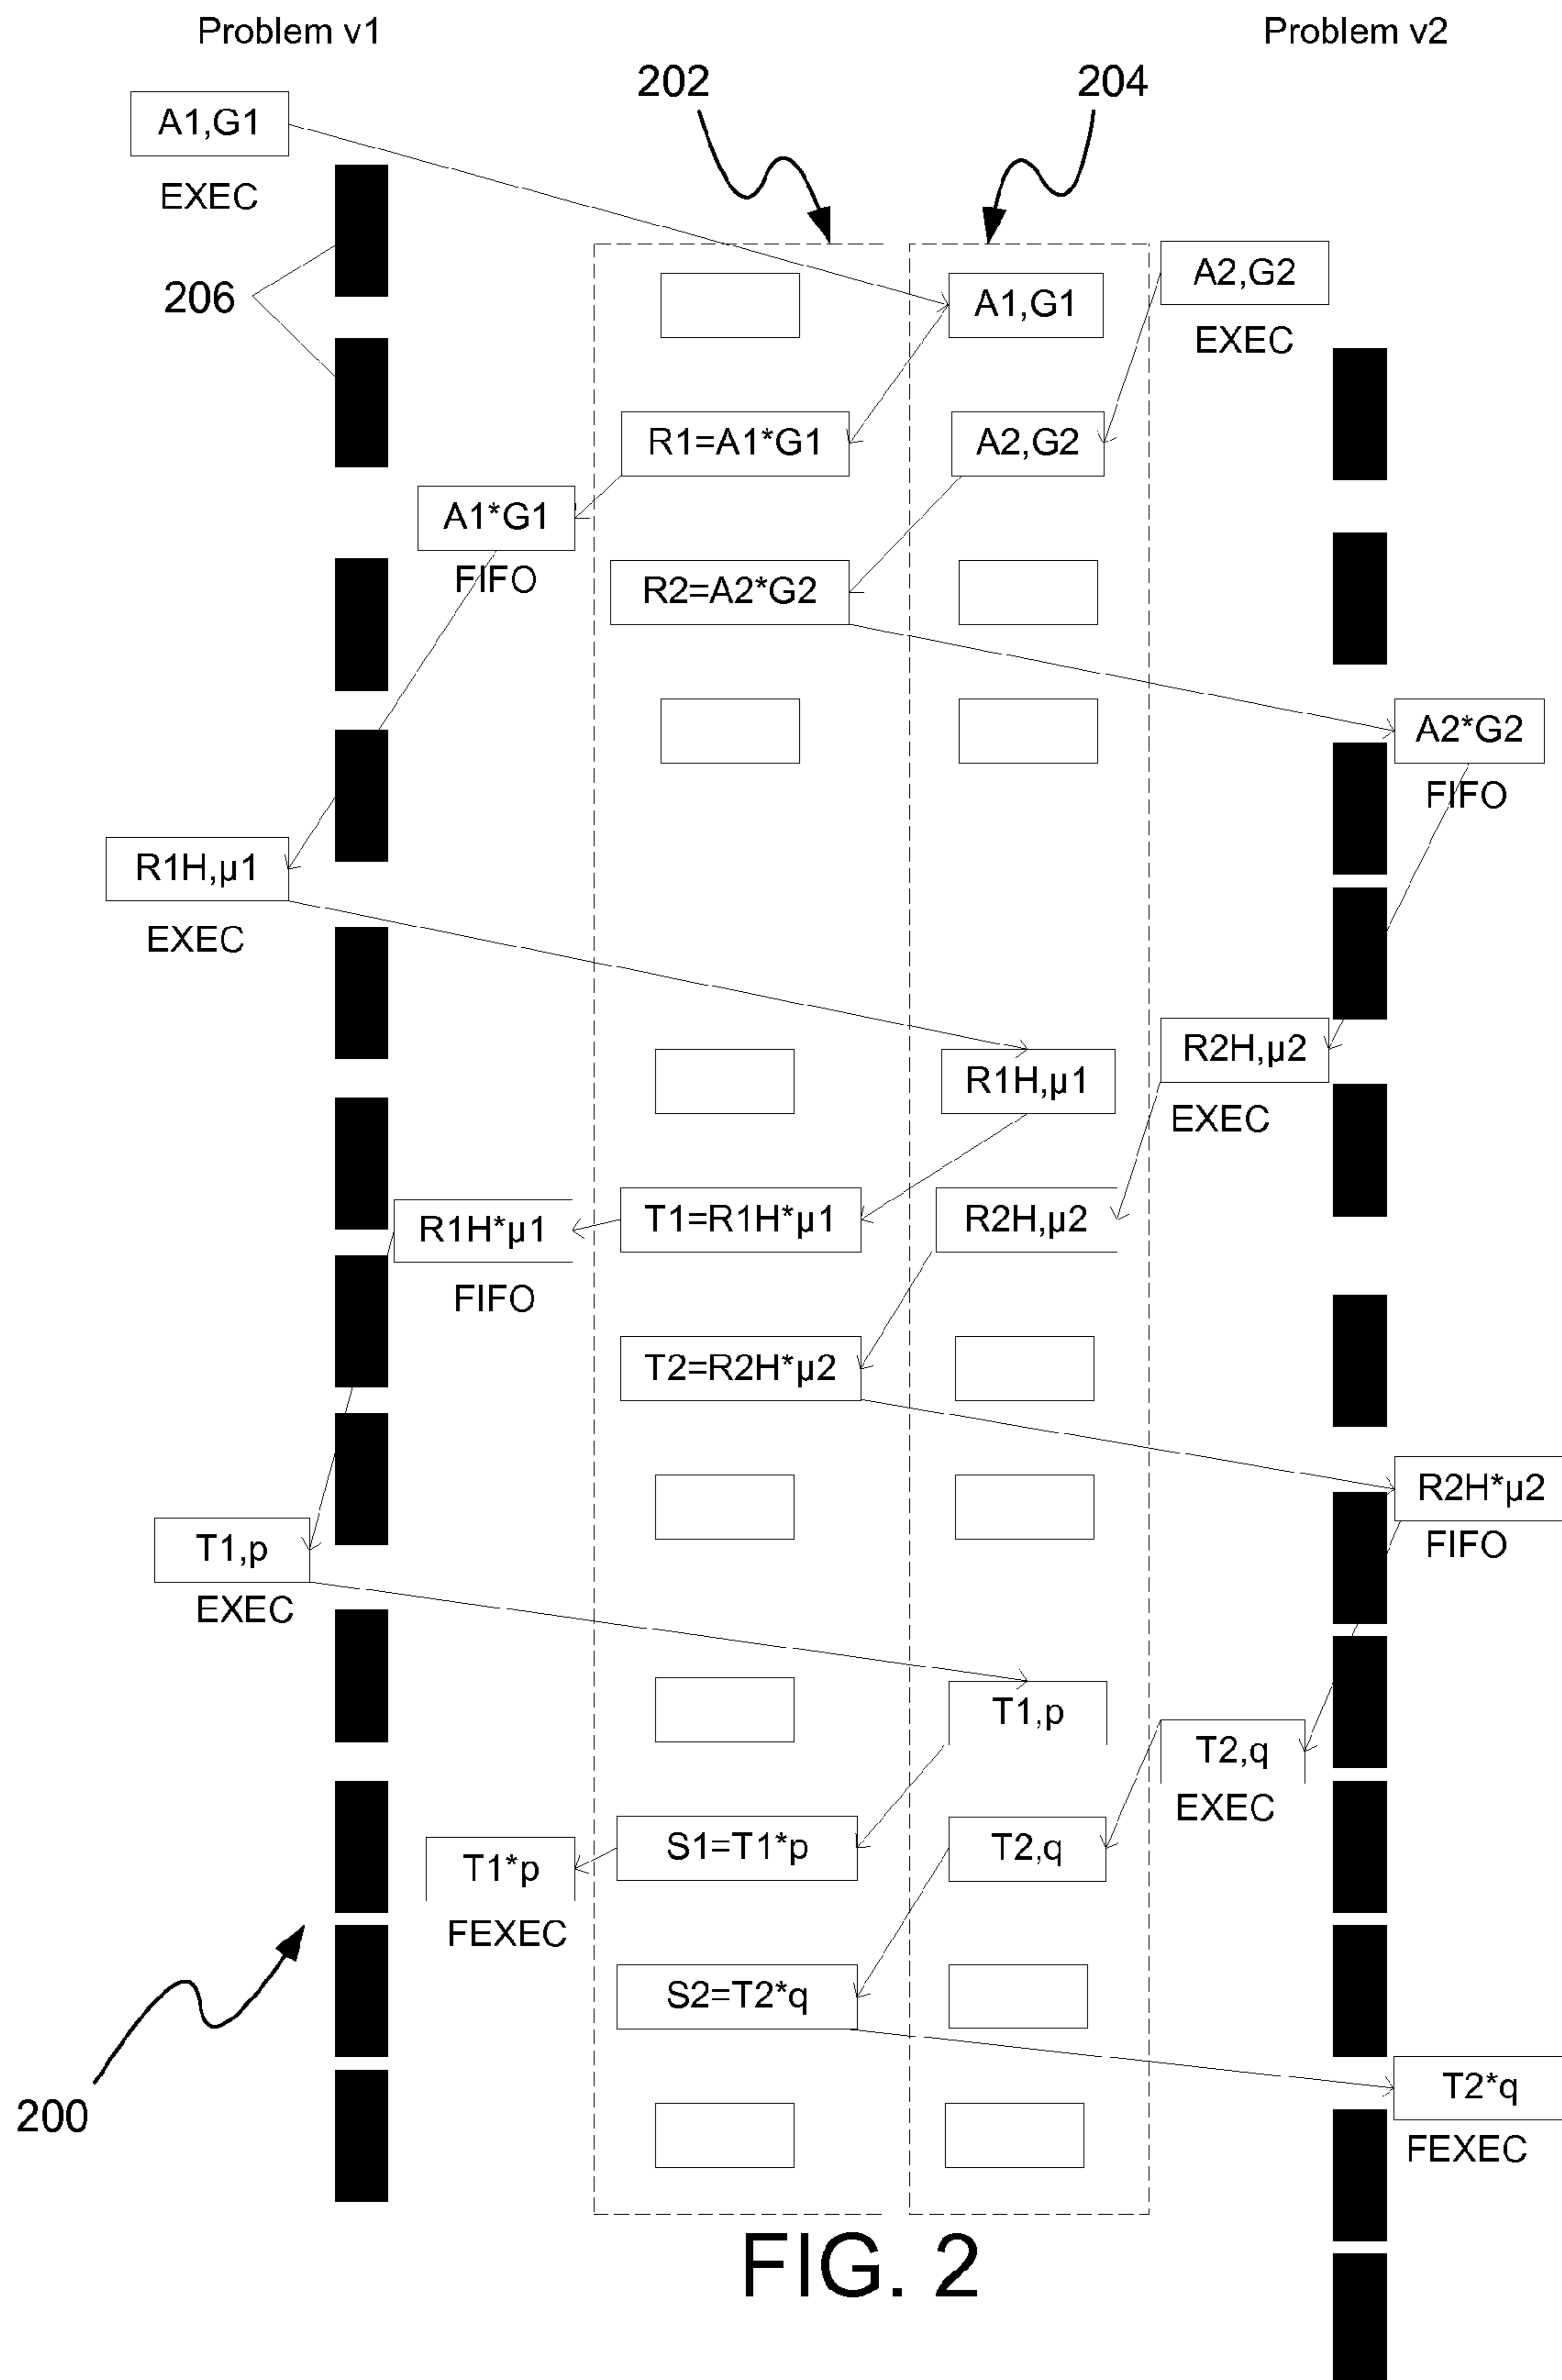 Problem v1
Problem v2
202
204
A1,G1
EXEC
206
A1,G1
A2,G2
EXEC
R1=A1*G1
A2,G2
A1*G1
FIFO
R2=A2*G2
A2*G2
FIFO
R1H,µ1
EXEC
R2H,µ2
EXEC
R1H,µ1
R1H*µ1
FIFO
T1=R1H*µ1
R2H,µ2
T2=R2H*µ2
R2H*µ2
FIFO
T1,p
EXEC
T1,p
T2,q
EXEC
T1*p
FEXEC
S1=T1*p
T2,q
S2=T2*q
200
T2*q
FEXEC
FIG. 2